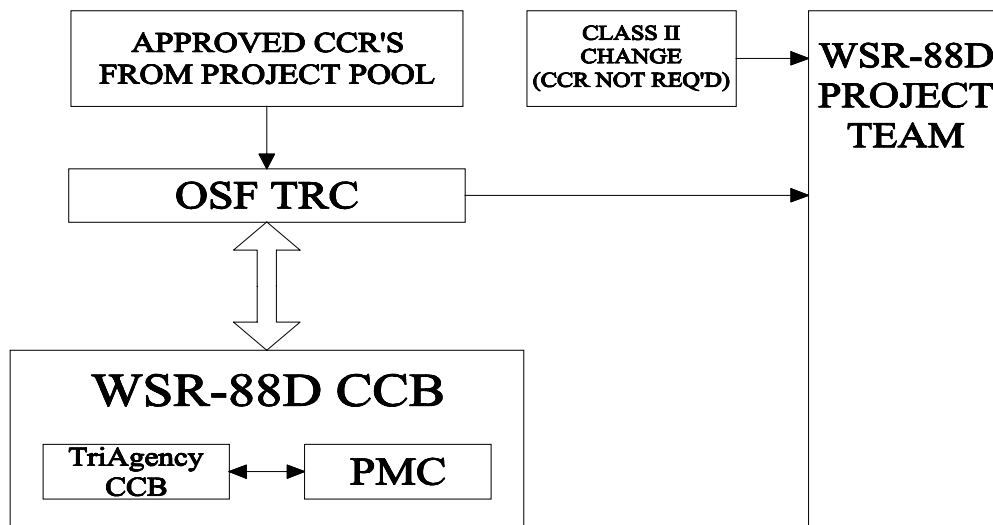 APPROVED CCR'S
FROM PROJECT POOL
CLASS II
CHANGE
(CCR NOT REQ'D)
WSR-88D
PROJECT
TEAM
OSF TRC
WSR-88D CCB
TriAgency
CCB
PMC